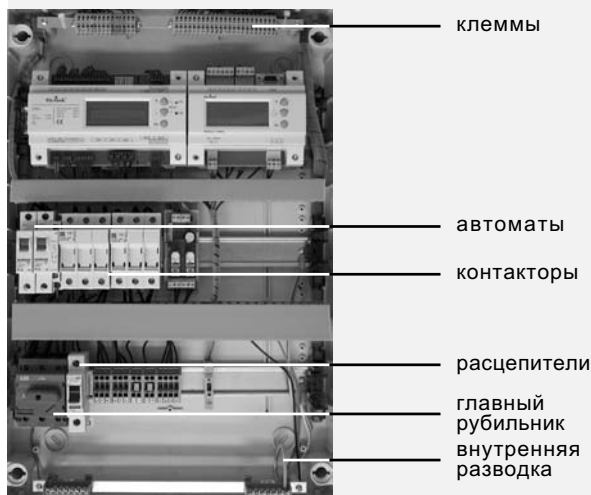 клеммы
автоматы
контакторы
расцепители
главный
рубильник
внутренняя
разводка